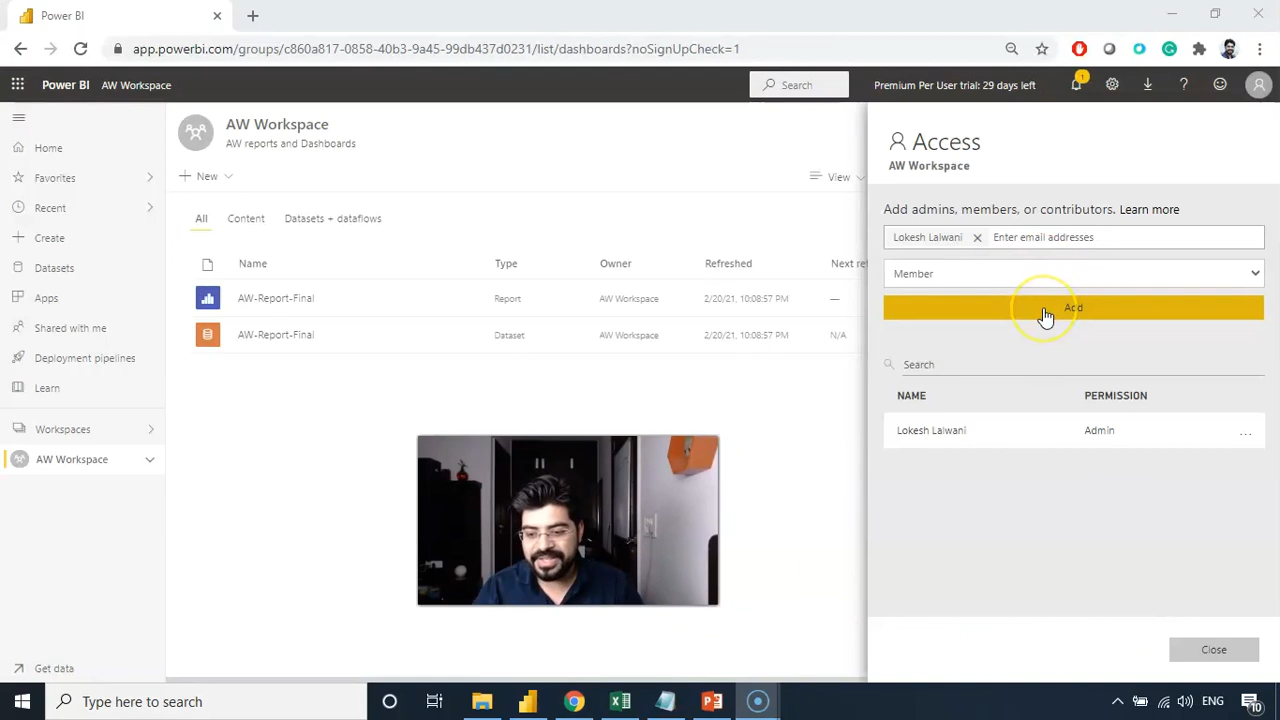 Power BI
app.powerbi.com/groups/c860a817-0858-40b3-9a45-99db437d0231/list/dashboards?noSignUpCheck=1
Power BI AW Workspace
Search
Premium Per User trial: 29 days left
1
Home
Favorites
Recent
Create
Datasets
Apps
Shared with me
Deployment pipelines
Learn
Workspaces
AW Workspace
Get data
AW Workspace
AW reports and Dashboards
New
View
All Content Datasets + dataflows
Name Type Owner Refreshed Next re
AW-Report-Final Report AW Workspace 2/20/21, 10:08:57 PM —
AW-Report-Final Dataset AW Workspace 2/20/21, 10:08:57 PM N/A
Access
AW Workspace
Add admins, members, or contributors. Learn more
Lokesh Lalwani Enter email addresses
Member
Add
Search
NAME PERMISSION
Lokesh Lalwani Admin ...
Close
Type here to search
ENG
10